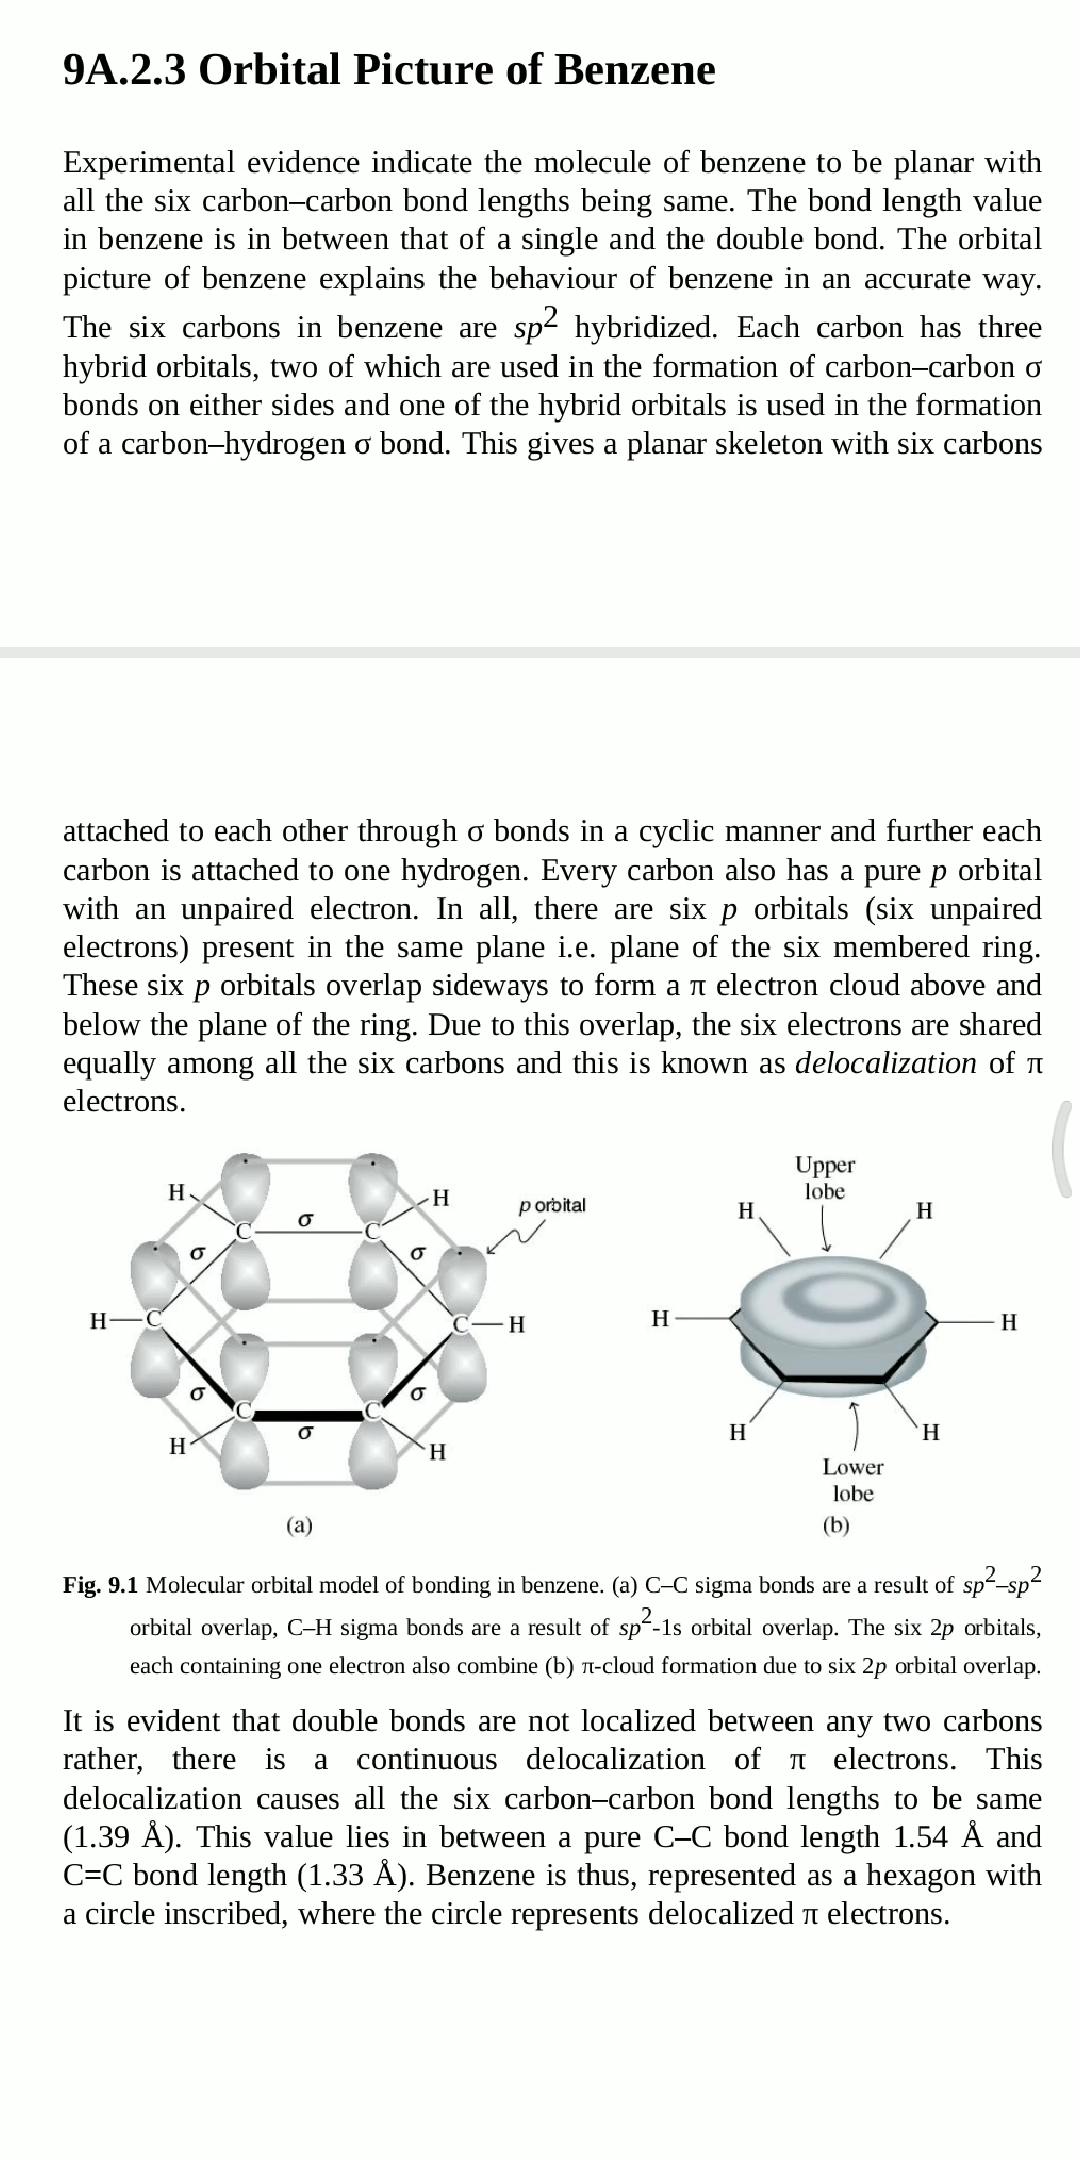 9A.2.3 Orbital Picture of Benzene
Experimental evidence indicate the molecule of benzene to be planar with
all the six carbon–carbon bond lengths being same. The bond length value
in benzene is in between that of a single and the double bond. The orbital
picture of benzene explains the behaviour of benzene in an accurate way.
The six carbons in benzene are sp2 hybridized. Each carbon has three
hybrid orbitals, two of which are used in the formation of carbon–carbon σ
bonds on either sides and one of the hybrid orbitals is used in the formation
of a carbon–hydrogen σ bond. This gives a planar skeleton with six carbons
attached to each other through σ bonds in a cyclic manner and further each
carbon is attached to one hydrogen. Every carbon also has a pure p orbital
with an unpaired electron. In all, there are six p orbitals (six unpaired
electrons) present in the same plane i.e. plane of the six membered ring.
These six p orbitals overlap sideways to form a π electron cloud above and
below the plane of the ring. Due to this overlap, the six electrons are shared
equally among all the six carbons and this is known as delocalization of π
electrons.
H H
σ
C C
p orbital
σ σ
H C C H
σ σ
C C
σ
H H
(a)
Upper
lobe
H H
H H
H H
Lower
lobe
(b)
Fig. 9.1 Molecular orbital model of bonding in benzene. (a) C–C sigma bonds are a result of sp2–sp2
orbital overlap, C–H sigma bonds are a result of sp2-1s orbital overlap. The six 2p orbitals,
each containing one electron also combine (b) π-cloud formation due to six 2p orbital overlap.
It is evident that double bonds are not localized between any two carbons
rather, there is a continuous delocalization of π electrons. This
delocalization causes all the six carbon–carbon bond lengths to be same
(1.39 Å). This value lies in between a pure C–C bond length 1.54 Å and
C=C bond length (1.33 Å). Benzene is thus, represented as a hexagon with
a circle inscribed, where the circle represents delocalized π electrons.